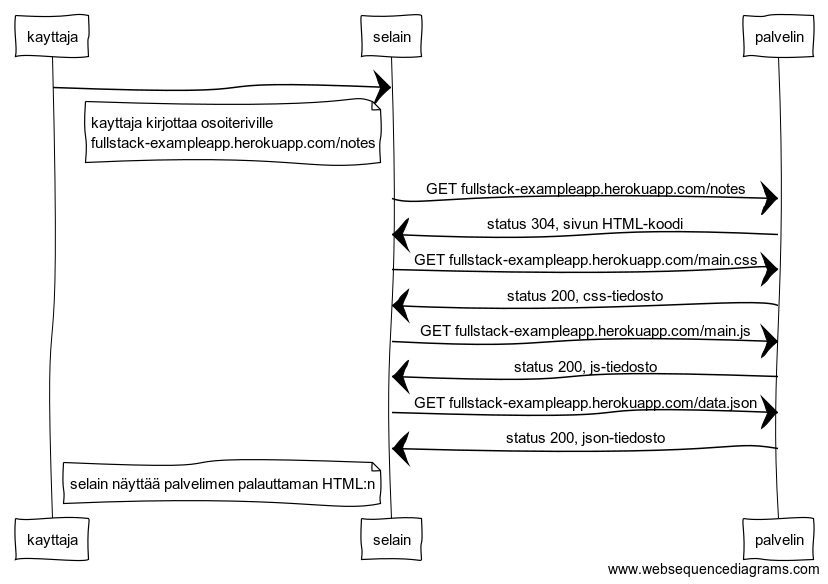 kayttaja
selain
palvelin
kayttaja kirjottaa osoiteriville
fullstack-exampleapp.herokuapp.com/notes
GET fullstack-exampleapp.herokuapp.com/notes
status 304, sivun HTML-koodi
GET fullstack-exampleapp.herokuapp.com/main.css
status 200, css-tiedosto
GET fullstack-exampleapp.herokuapp.com/main.js
status 200, js-tiedosto
GET fullstack-exampleapp.herokuapp.com/data.json
status 200, json-tiedosto
selain näyttää palvelimen palauttaman HTML:n
kayttaja
selain
palvelin
www.websequencediagrams.com